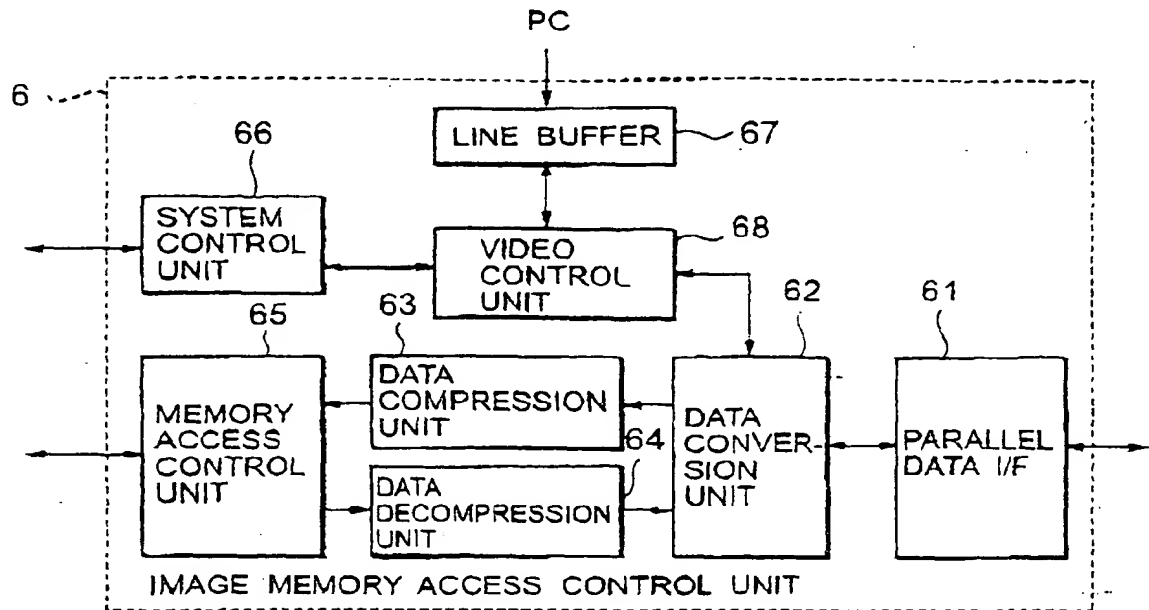 PC
6
LINE BUFFER
67
66
SYSTEM
CONTROL
UNIT
VIDEO
CONTROL
UNIT
68
65
MEMORY
ACCESS
CONTROL
UNIT
63
DATA
COMPRESSION
UNIT
64
DATA
DECOMPRESSION
UNIT
62
DATA
CONVER-
SION
UNIT
61
PARALLEL
DATA I/F
IMAGE MEMORY ACCESS CONTROL UNIT